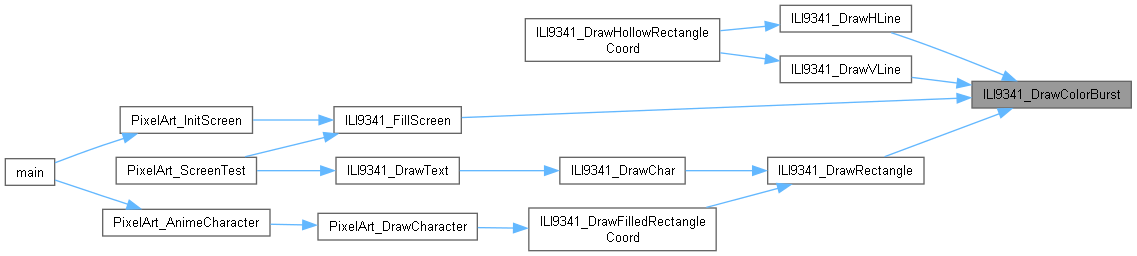 ILI9341_DrawHollowRectangle
Coord
ILI9341_DrawHLine
ILI9341_DrawVLine
ILI9341_DrawColorBurst
PixelArt_InitScreen
ILI9341_FillScreen
main
PixelArt_ScreenTest
ILI9341_DrawText
ILI9341_DrawChar
ILI9341_DrawRectangle
PixelArt_AnimeCharacter
PixelArt_DrawCharacter
ILI9341_DrawFilledRectangle
Coord